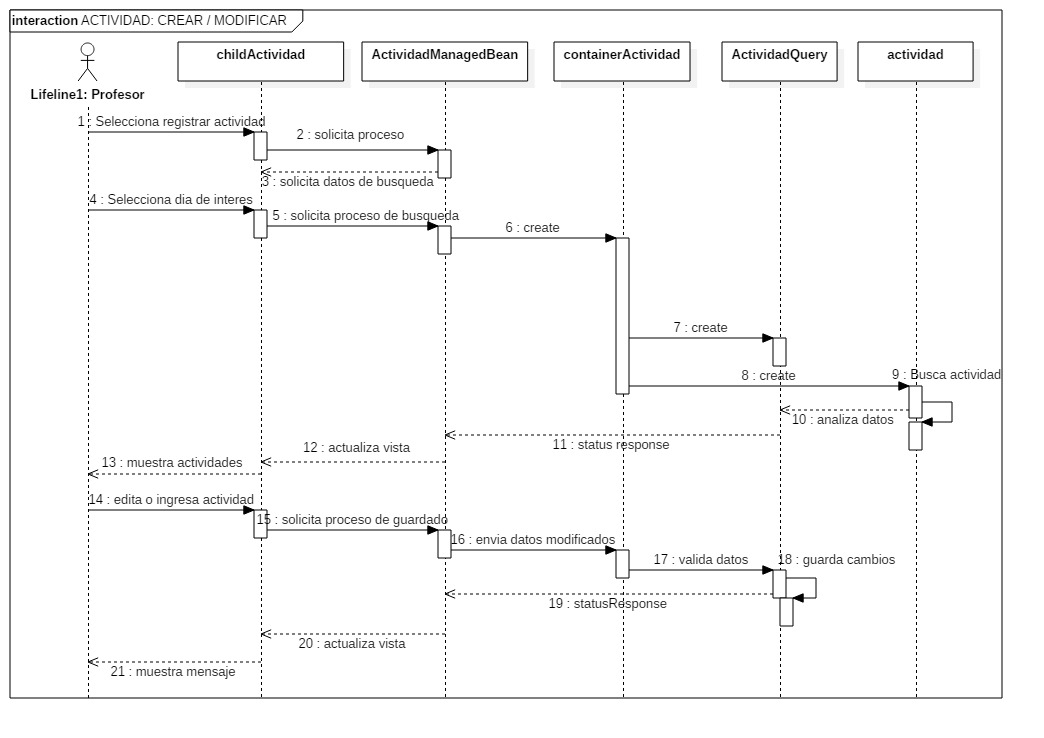 interaction ACTIVIDAD: CREAR / MODIFICAR
childActividad
ActividadManagedBean
containerActividad
ActividadQuery
actividad
Lifeline1: Profesor
1 : Selecciona registrar actividad
2 : solicita proceso
3 : solicita datos de busqueda
4 : Selecciona dia de interes
5 : solicita proceso de busqueda
6 : create
7 : create
8 : create
9 : Busca actividad
10 : analiza datos
11 : status response
12 : actualiza vista
13 : muestra actividades
14 : edita o ingresa actividad
15 : solicita proceso de guardado
16 : envia datos modificados
17 : valida datos
18 : guarda cambios
19 : statusResponse
20 : actualiza vista
21 : muestra mensaje